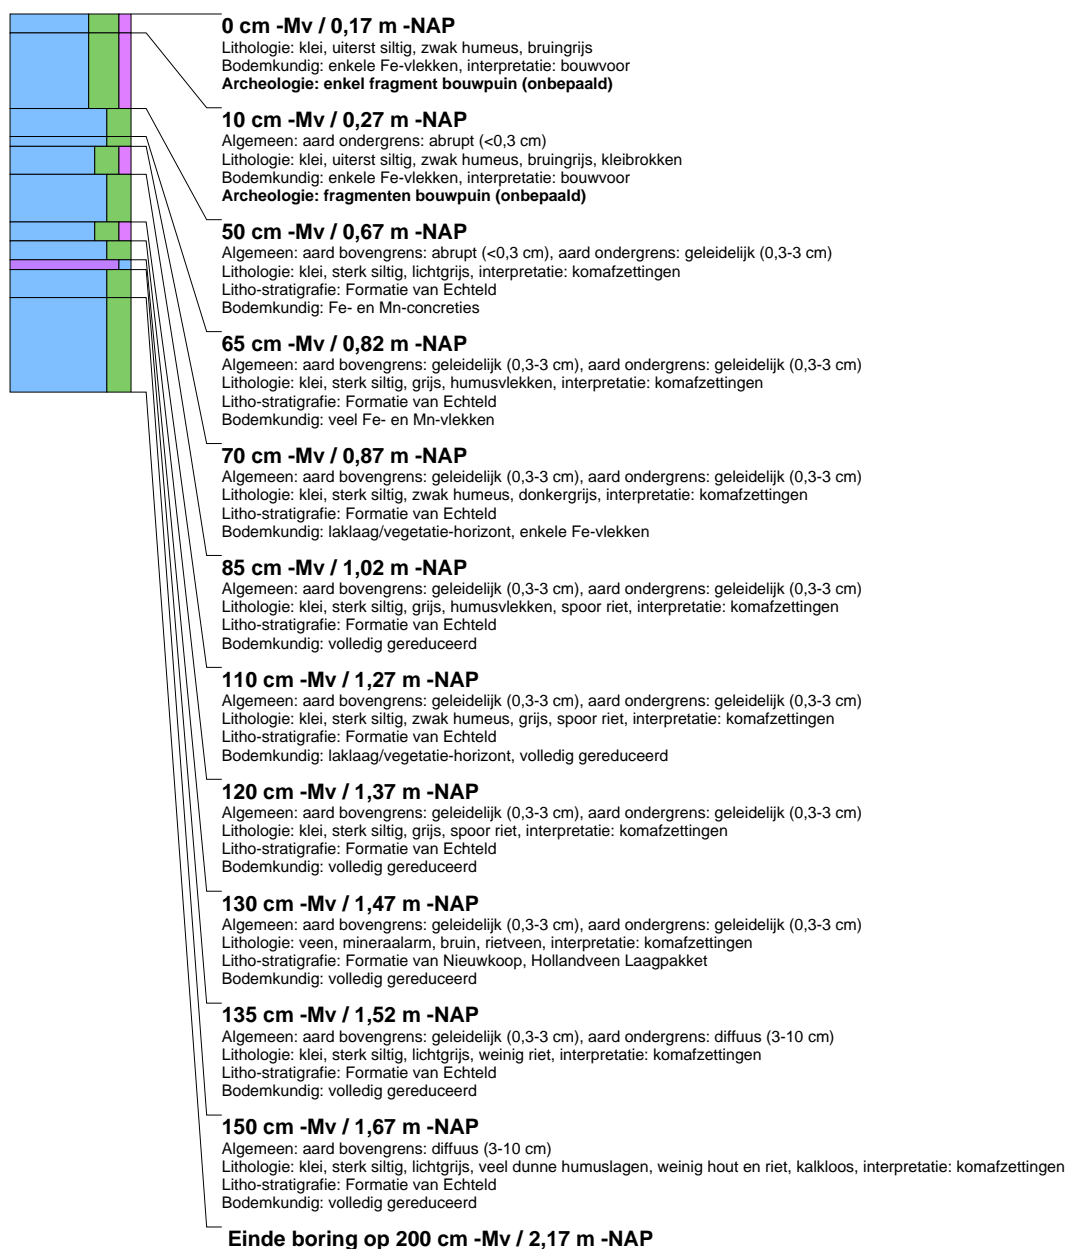 0 cm -Mv / 0,17 m -NAP
Lithologie: klei, uiterst siltig, zwak humeus, bruingrijs
Bodemkundig: enkele Fe-vlekken, interpretatie: bouwvoor
Archeologie: enkel fragment bouwpuin (onbepaald)
10 cm -Mv / 0,27 m -NAP
Algemeen: aard ondergrens: abrupt (<0,3 cm)
Lithologie: klei, uiterst siltig, zwak humeus, bruingrijs, kleibrokken
Bodemkundig: enkele Fe-vlekken, interpretatie: bouwvoor
Archeologie: fragmenten bouwpuin (onbepaald)
50 cm -Mv / 0,67 m -NAP
Algemeen: aard bovengrens: abrupt (<0,3 cm), aard ondergrens: geleidelijk (0,3-3 cm)
Lithologie: klei, sterk siltig, lichtgrijs, interpretatie: komafzettingen
Litho-stratigrafie: Formatie van Echteld
Bodemkundig: Fe- en Mn-concreties
65 cm -Mv / 0,82 m -NAP
Algemeen: aard bovengrens: geleidelijk (0,3-3 cm), aard ondergrens: geleidelijk (0,3-3 cm)
Lithologie: klei, sterk siltig, grijs, humusvlekken, interpretatie: komafzettingen
Litho-stratigrafie: Formatie van Echteld
Bodemkundig: veel Fe- en Mn-vlekken
70 cm -Mv / 0,87 m -NAP
Algemeen: aard bovengrens: geleidelijk (0,3-3 cm), aard ondergrens: geleidelijk (0,3-3 cm)
Lithologie: klei, sterk siltig, zwak humeus, donkergrijs, interpretatie: komafzettingen
Litho-stratigrafie: Formatie van Echteld
Bodemkundig: laklaag/vegetatie-horizont, enkele Fe-vlekken
85 cm -Mv / 1,02 m -NAP
Algemeen: aard bovengrens: geleidelijk (0,3-3 cm), aard ondergrens: geleidelijk (0,3-3 cm)
Lithologie: klei, sterk siltig, grijs, humusvlekken, spoor riet, interpretatie: komafzettingen
Litho-stratigrafie: Formatie van Echteld
Bodemkundig: volledig gereduceerd
110 cm -Mv / 1,27 m -NAP
Algemeen: aard bovengrens: geleidelijk (0,3-3 cm), aard ondergrens: geleidelijk (0,3-3 cm)
Lithologie: klei, sterk siltig, zwak humeus, grijs, spoor riet, interpretatie: komafzettingen
Litho-stratigrafie: Formatie van Echteld
Bodemkundig: laklaag/vegetatie-horizont, volledig gereduceerd
120 cm -Mv / 1,37 m -NAP
Algemeen: aard bovengrens: geleidelijk (0,3-3 cm), aard ondergrens: geleidelijk (0,3-3 cm)
Lithologie: klei, sterk siltig, grijs, spoor riet, interpretatie: komafzettingen
Litho-stratigrafie: Formatie van Echteld
Bodemkundig: volledig gereduceerd
130 cm -Mv / 1,47 m -NAP
Algemeen: aard bovengrens: geleidelijk (0,3-3 cm), aard ondergrens: geleidelijk (0,3-3 cm)
Lithologie: veen, mineraalarm, bruin, rietveen, interpretatie: komafzettingen
Litho-stratigrafie: Formatie van Nieuwkoop, Hollandveen Laagpakket
Bodemkundig: volledig gereduceerd
135 cm -Mv / 1,52 m -NAP
Algemeen: aard bovengrens: geleidelijk (0,3-3 cm), aard ondergrens: diffuus (3-10 cm)
Lithologie: klei, sterk siltig, lichtgrijs, weinig riet, interpretatie: komafzettingen
Litho-stratigrafie: Formatie van Echteld
Bodemkundig: volledig gereduceerd
150 cm -Mv / 1,67 m -NAP
Algemeen: aard bovengrens: diffuus (3-10 cm)
Lithologie: klei, sterk siltig, lichtgrijs, veel dunne humuslagen, weinig hout en riet, kalkloos, interpretatie: komafzettingen
Litho-stratigrafie: Formatie van Echteld
Bodemkundig: volledig gereduceerd
Einde boring op 200 cm -Mv / 2,17 m -NAP